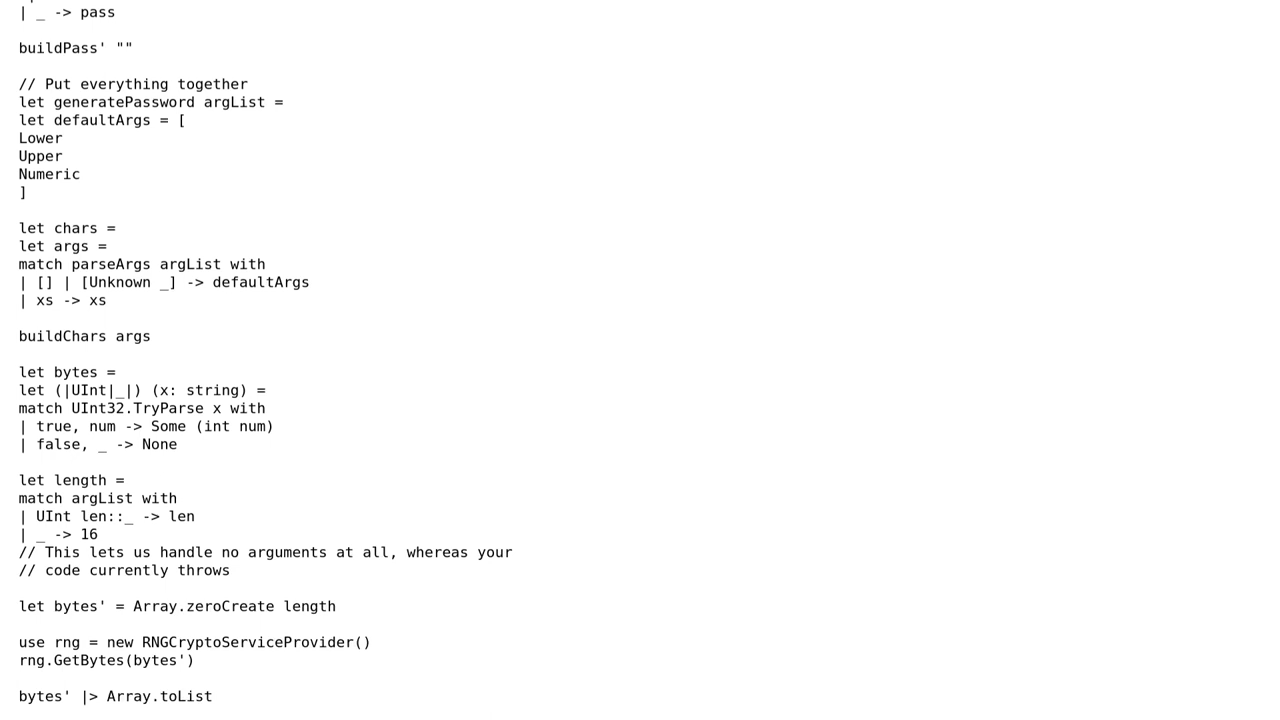 | _ -> pass
buildPass' ""
// Put everything together
let generatePassword argList =
let defaultArgs = [
Lower
Upper
Numeric
]
let chars =
let args =
match parseArgs argList with
| [] | [Unknown _] -> defaultArgs
| xs -> xs
buildChars args
let bytes =
let (|UInt|_|) (x: string) =
match UInt32.TryParse x with
| true, num -> Some (int num)
| false, _ -> None
let length =
match argList with
| UInt len::_ -> len
| _ -> 16
// This lets us handle no arguments at all, whereas your
// code currently throws
let bytes' = Array.zeroCreate length
use rng = new RNGCryptoServiceProvider()
rng.GetBytes(bytes')
bytes' |> Array.toList